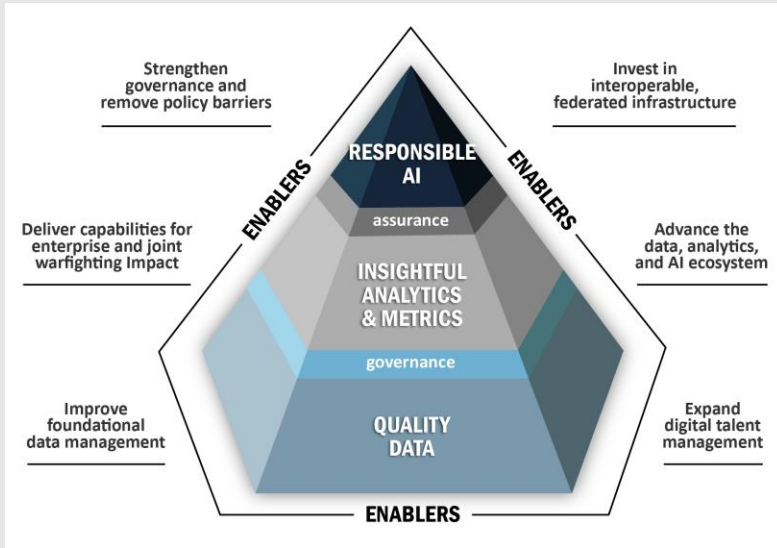 Strengthen
governance and
remove policy barriers
Invest in
interoperable,
federated infrastructure
ENABLERS
ENABLERS
RESPONSIBLE
AI
assurance
Deliver capabilities for
enterprise and joint
warfighting Impact
Advance the
data, analytics,
and AI ecosystem
INSIGHTFUL
ANALYTICS
& METRICS
governance
Improve
foundational
data management
Expand
digital talent
management
QUALITY
DATA
ENABLERS